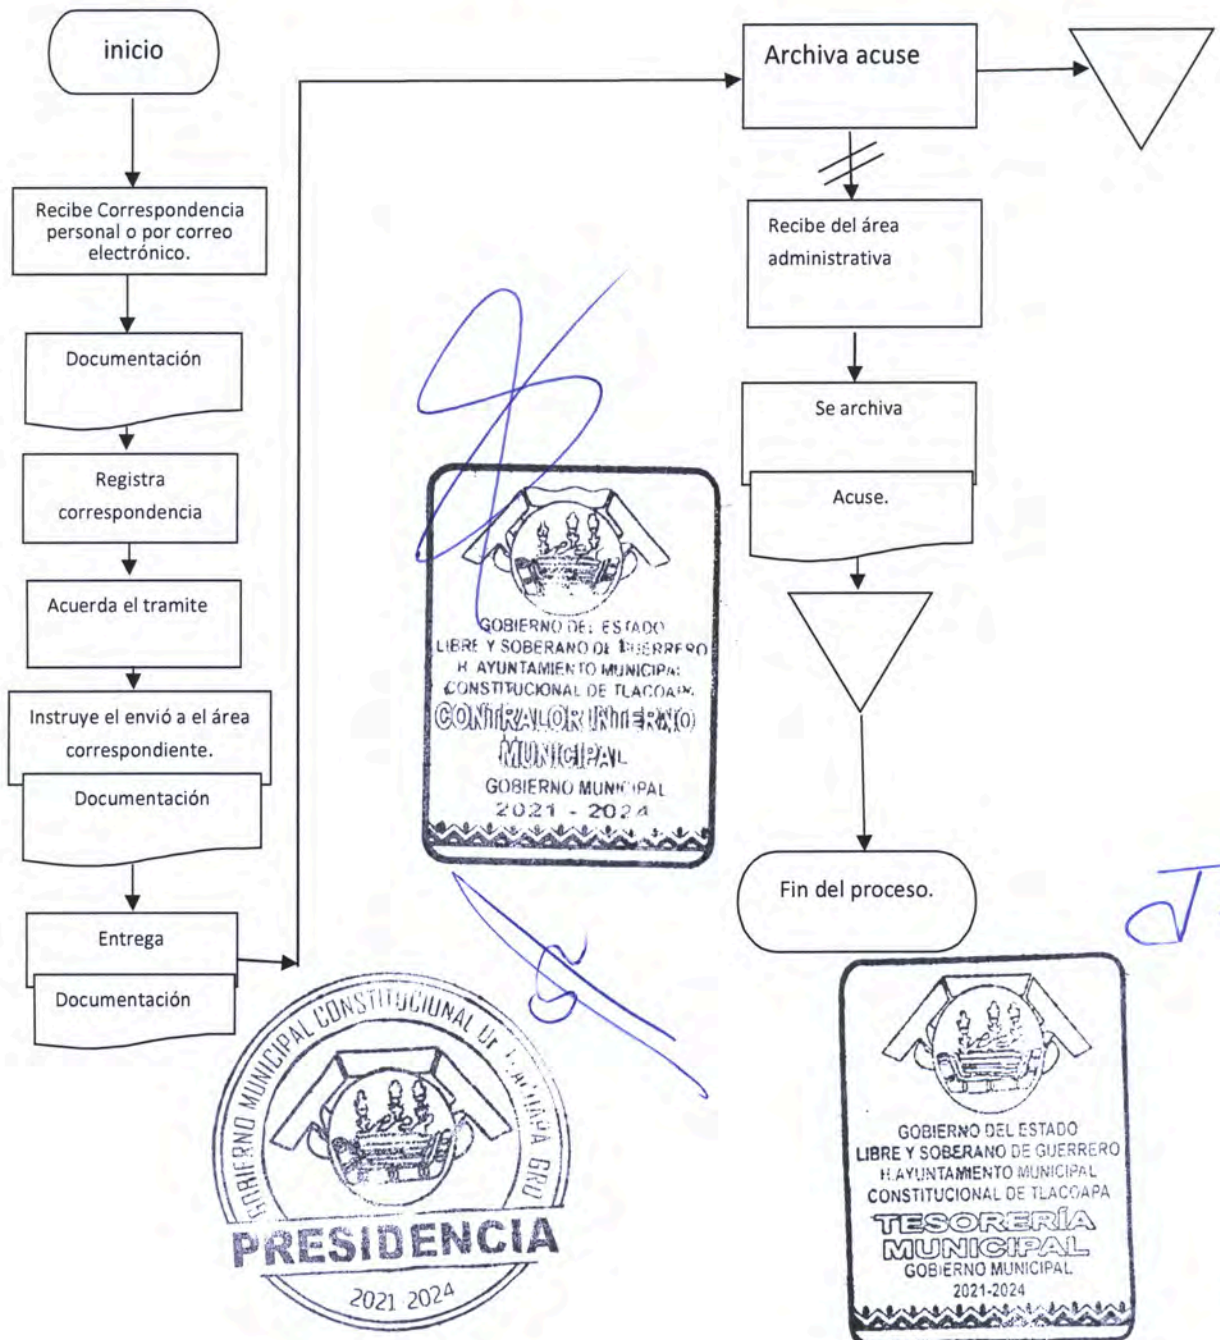 inicio
Recibe Correspondencia
personal o por correo
electrónico.
Documentación
Registra
correspondencia
Acuerda el tramite
Instruye el envió a el área
correspondiente.
Documentación
Entrega
Documentación
Archiva acuse
Recibe del área
administrativa
Se archiva
Acuse.
Fin del proceso.
GOBIERNO DEL ESTADO
LIBRE Y SOBERANO DE GUERRERO
H. AYUNTAMIENTO MUNICIPAL
CONSTITUCIONAL DE TLACOAPA
CONTRALOR INTERNO
MUNICIPAL
GOBIERNO MUNICIPAL
2021 - 2024
GOBIERNO MUNICIPAL CONSTITUCIONAL DE TLACOAPA GRO
PRESIDENCIA
2021-2024
GOBIERNO DEL ESTADO
LIBRE Y SOBERANO DE GUERRERO
H. AYUNTAMIENTO MUNICIPAL
CONSTITUCIONAL DE TLACOAPA
TESORERÍA
MUNICIPAL
GOBIERNO MUNICIPAL
2021-2024